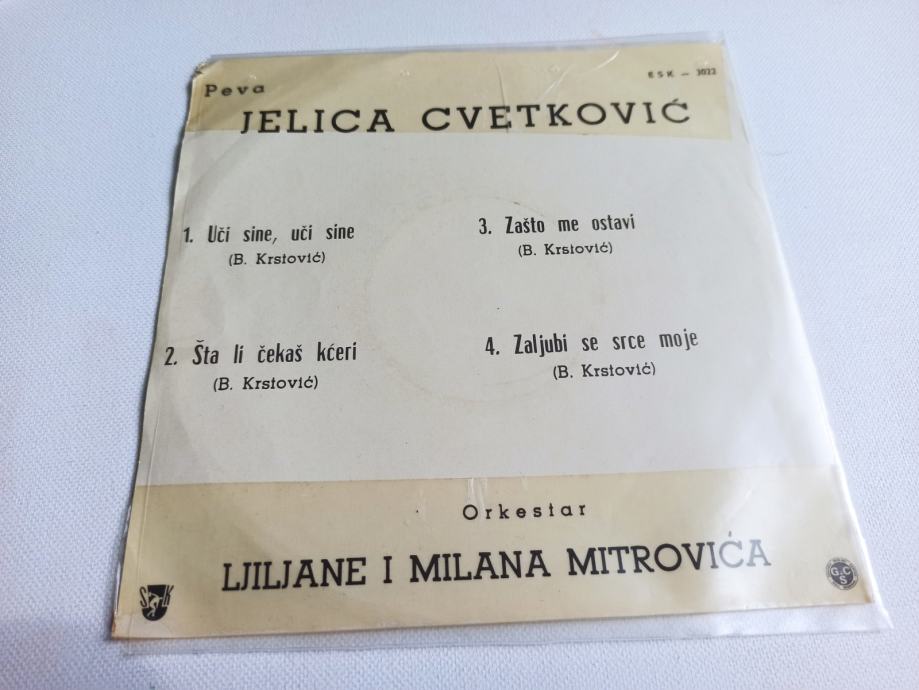 Peva
ESK — 3022
JELICA CVETKOVIĆ
1. Uči sine, uči sine
(B. Krstović)
2. Šta li čekaš kćeri
(B. Krstović)
3. Zašto me ostavi
(B. Krstović)
4. Zaljubi se srce moje
(B. Krstović)
Orkestar
LJILJANE I MILANA MITROVIĆA